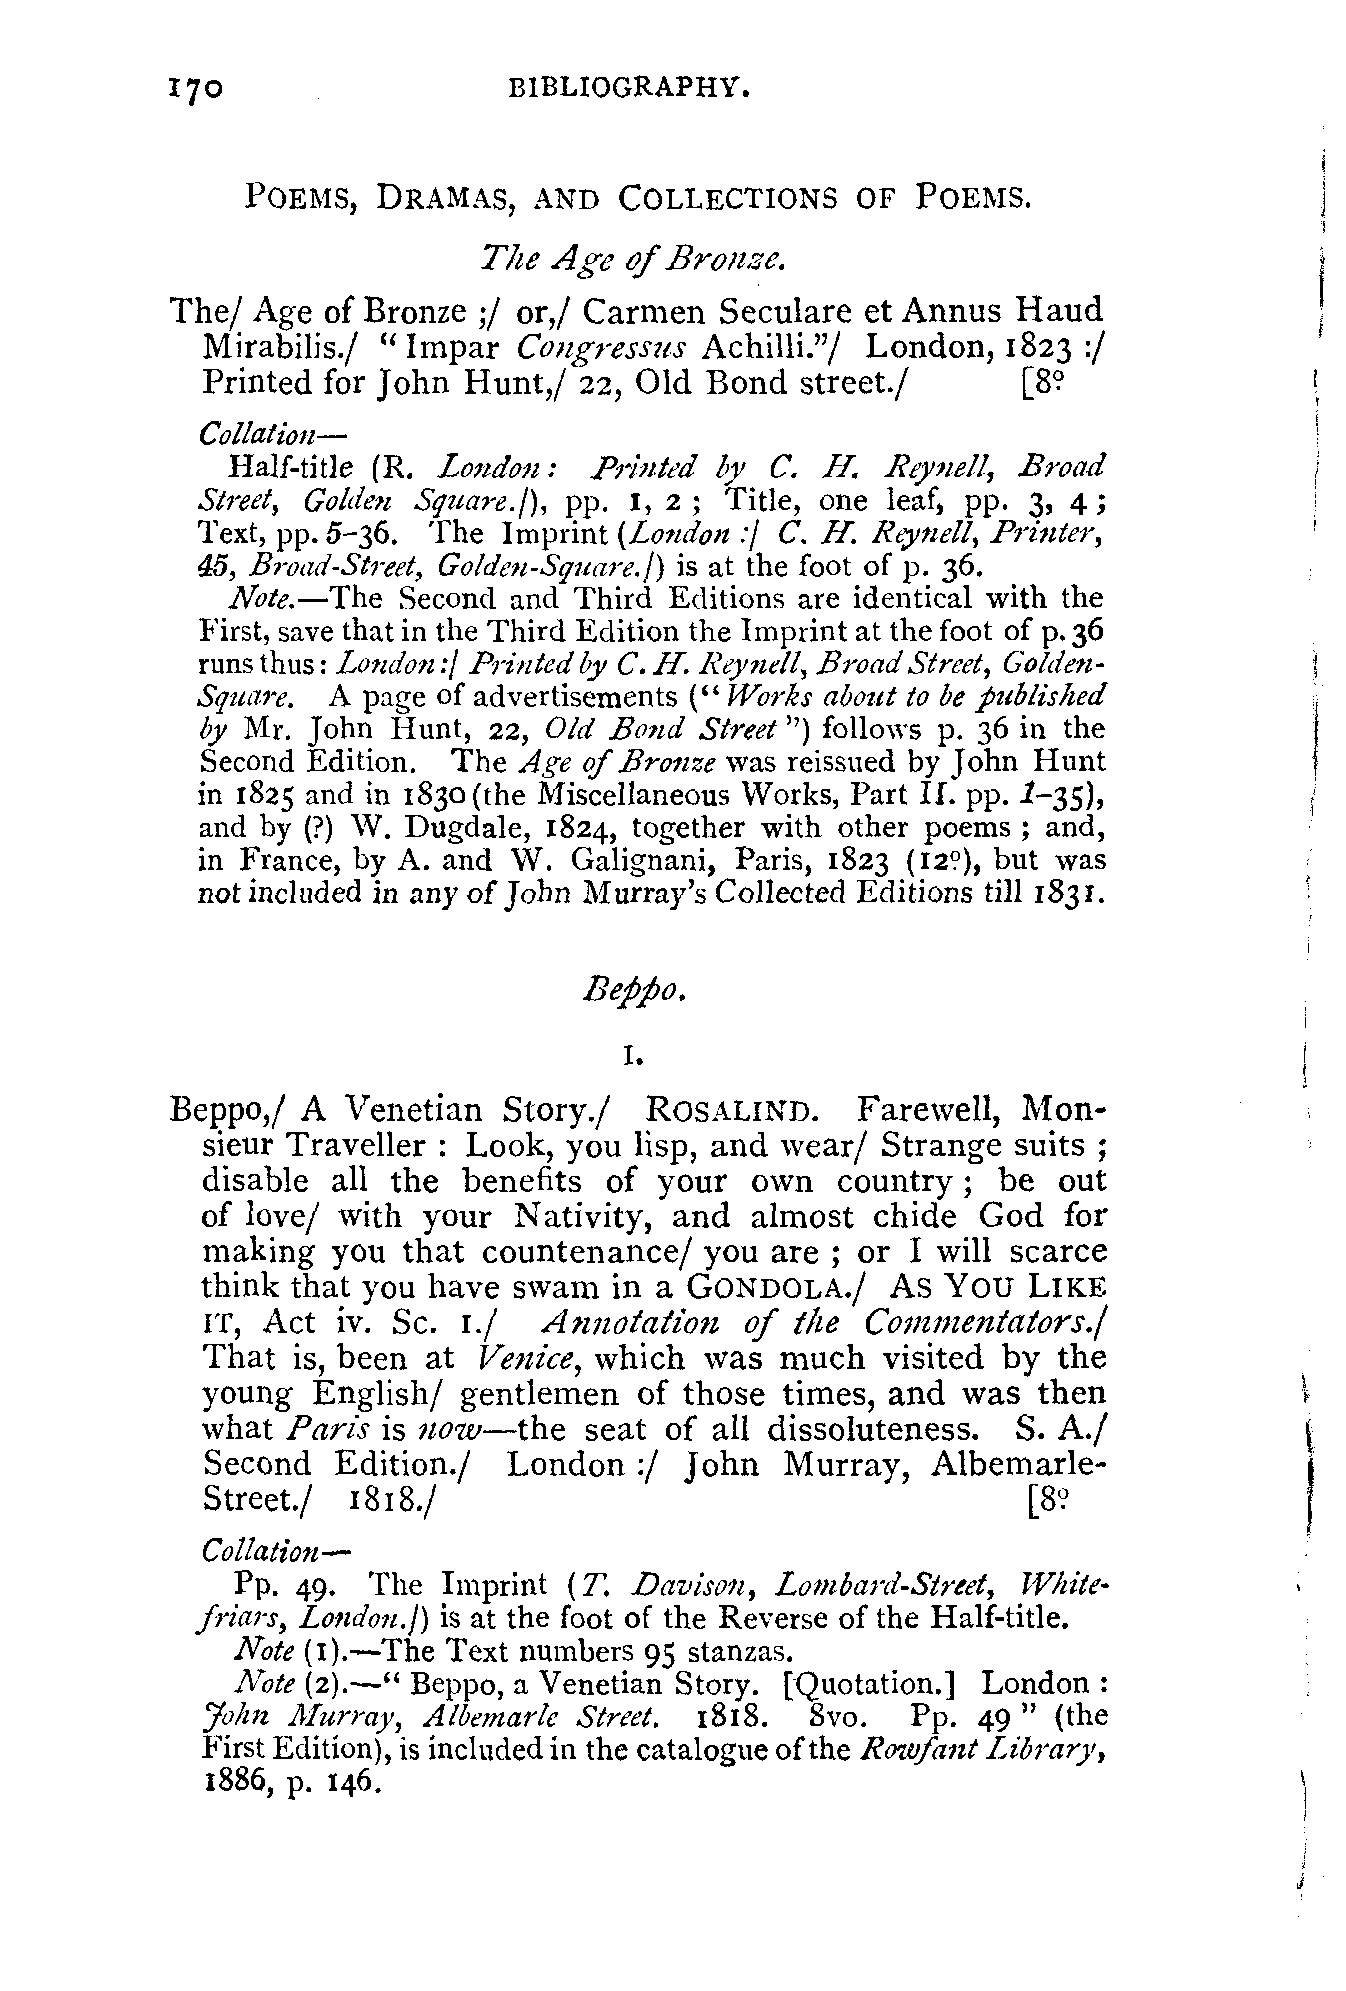 170 BIBLIOGRAPHY.
POEMS, DRAMAS, AND COLLECTIONS OF POEMS.
The Age of Bronze.
The/ Age of Bronze ;/ or,/ Carmen Seculare et Annus Haud
Mirabilis./ “Impar Congressus Achilli.”/ London, 1823 :/
Printed for John Hunt,/ 22, Old Bond street./ [8º
Collation—
Half-title (R. London: Printed by C. H. Reynell, Broad
Street, Golden Square./), pp. 1, 2 ; Title, one leaf, pp. 3, 4 ;
Text, pp. 5–36. The Imprint (London :/ C. H. Reynell, Printer,
45, Broad-Street, Golden-Square./) is at the foot of p. 36.
Note.—The Second and Third Editions are identical with the
First, save that in the Third Edition the Imprint at the foot of p. 36
runs thus: London:/ Printed by C. H. Reynell, Broad Street, Golden-
Square. A page of advertisements (“Works about to be published
by Mr. John Hunt, 22, Old Bond Street”) follows p. 36 in the
Second Edition. The Age of Bronze was reissued by John Hunt
in 1825 and in 1830 (the Miscellaneous Works, Part II. pp. 1–35),
and by (?) W. Dugdale, 1824, together with other poems ; and,
in France, by A. and W. Galignani, Paris, 1823 (12º), but was
not included in any of John Murray’s Collected Editions till 1831.
Beppo.
I.
Beppo,/ A Venetian Story./ ROSALIND. Farewell, Mon-
sieur Traveller : Look, you lisp, and wear/ Strange suits ;
disable all the benefits of your own country ; be out
of love/ with your Nativity, and almost chide God for
making you that countenance/ you are ; or I will scarce
think that you have swam in a GONDOLA./ AS YOU LIKE
IT, Act iv. Sc. 1./ Annotation of the Commentators./
That is, been at Venice, which was much visited by the
young English/ gentlemen of those times, and was then
what Paris is now—the seat of all dissoluteness. S. A./
Second Edition./ London :/ John Murray, Albemarle-
Street./ 1818./ [8º
Collation—
Pp. 49. The Imprint (T. Davison, Lombard-Street, White-
friars, London./) is at the foot of the Reverse of the Half-title.
Note (1).—The Text numbers 95 stanzas.
Note (2).—“Beppo, a Venetian Story. [Quotation.] London :
John Murray, Albemarle Street. 1818. 8vo. Pp. 49” (the
First Edition), is included in the catalogue of the Rowfant Library,
1886, p. 146.